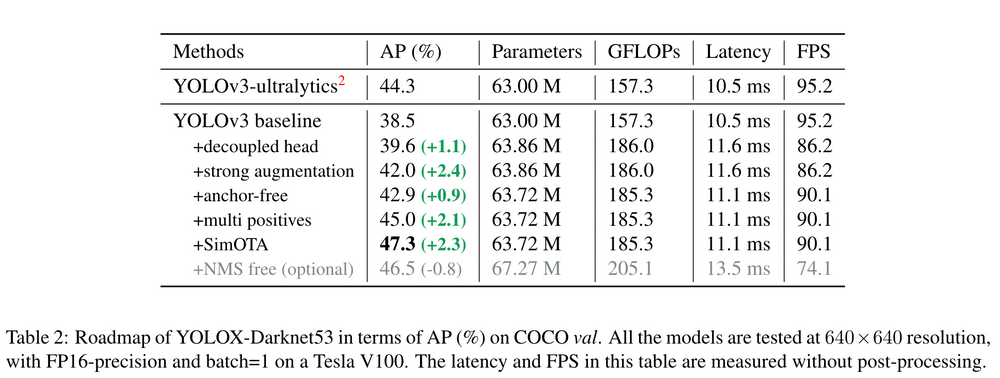 Methods AP (%) Parameters GFLOPs Latency FPS
YOLOv3-ultralytics2 44.3 63.00 M 157.3 10.5 ms 95.2
YOLOv3 baseline 38.5 63.00 M 157.3 10.5 ms 95.2
+decoupled head 39.6 (+1.1) 63.86 M 186.0 11.6 ms 86.2
+strong augmentation 42.0 (+2.4) 63.86 M 186.0 11.6 ms 86.2
+anchor-free 42.9 (+0.9) 63.72 M 185.3 11.1 ms 90.1
+multi positives 45.0 (+2.1) 63.72 M 185.3 11.1 ms 90.1
+SimOTA 47.3 (+2.3) 63.72 M 185.3 11.1 ms 90.1
+NMS free (optional) 46.5 (-0.8) 67.27 M 205.1 13.5 ms 74.1
Table 2: Roadmap of YOLOX-Darknet53 in terms of AP (%) on COCO val. All the models are tested at 640×640 resolution,
with FP16-precision and batch=1 on a Tesla V100. The latency and FPS in this table are measured without post-processing.